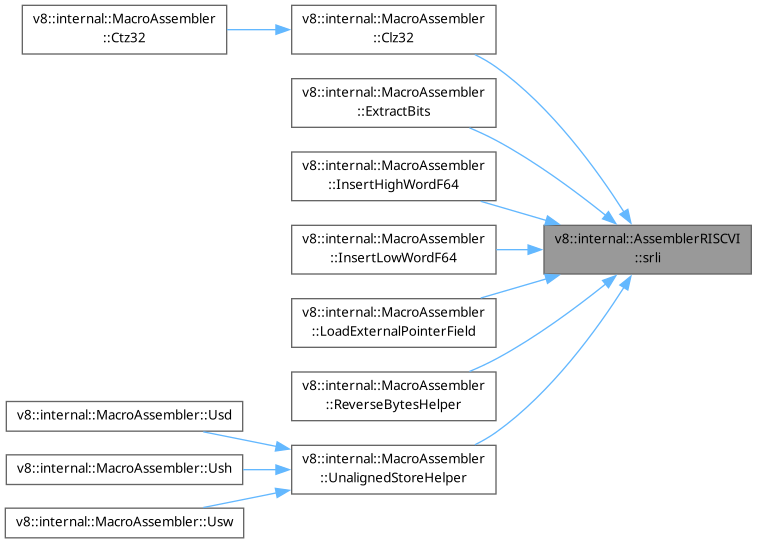 v8::internal::MacroAssembler
::Ctz32
v8::internal::MacroAssembler
::Clz32
v8::internal::MacroAssembler
::ExtractBits
v8::internal::MacroAssembler
::InsertHighWordF64
v8::internal::MacroAssembler
::InsertLowWordF64
v8::internal::AssemblerRISCVI
::srli
v8::internal::MacroAssembler
::LoadExternalPointerField
v8::internal::MacroAssembler
::ReverseBytesHelper
v8::internal::MacroAssembler
::UnalignedStoreHelper
v8::internal::MacroAssembler::Usd
v8::internal::MacroAssembler::Ush
v8::internal::MacroAssembler::Usw